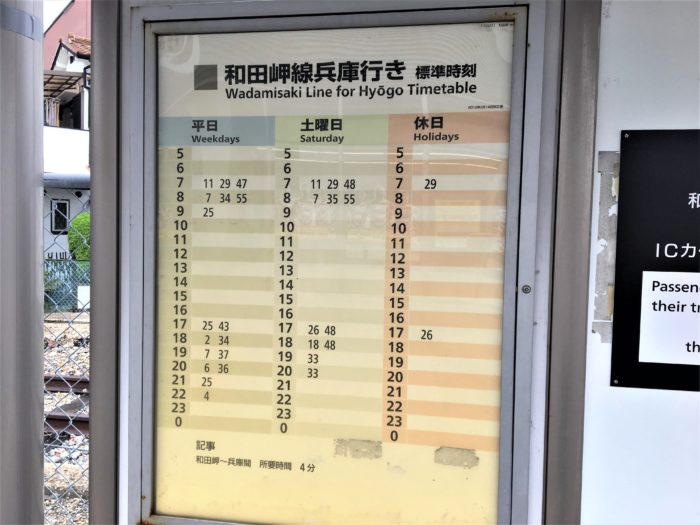 和田岬線兵庫行き 標準時刻
Wadamisaki Line for Hyōgo Timetable
平日 土曜日 休日
Weekdays Saturday Holidays
5 5 5
6 6 6
7 11 29 47 7 11 29 48 7 29
8 7 34 55 8 7 35 55 8
9 25 9 9
10 10 10
11 11 11
12 12 12
13 13 13
14 14 14
15 15 15
16 16 16
17 25 43 17 26 48 17 26
18 2 34 18 18 48 18
19 7 37 19 33 19
20 6 36 20 33 20
21 25 21 21
22 4 22 22
23 23 23
0 0 0
記事
和田岬～兵庫間 所要時間 4分
和
ICカ
Passen
their tr
th